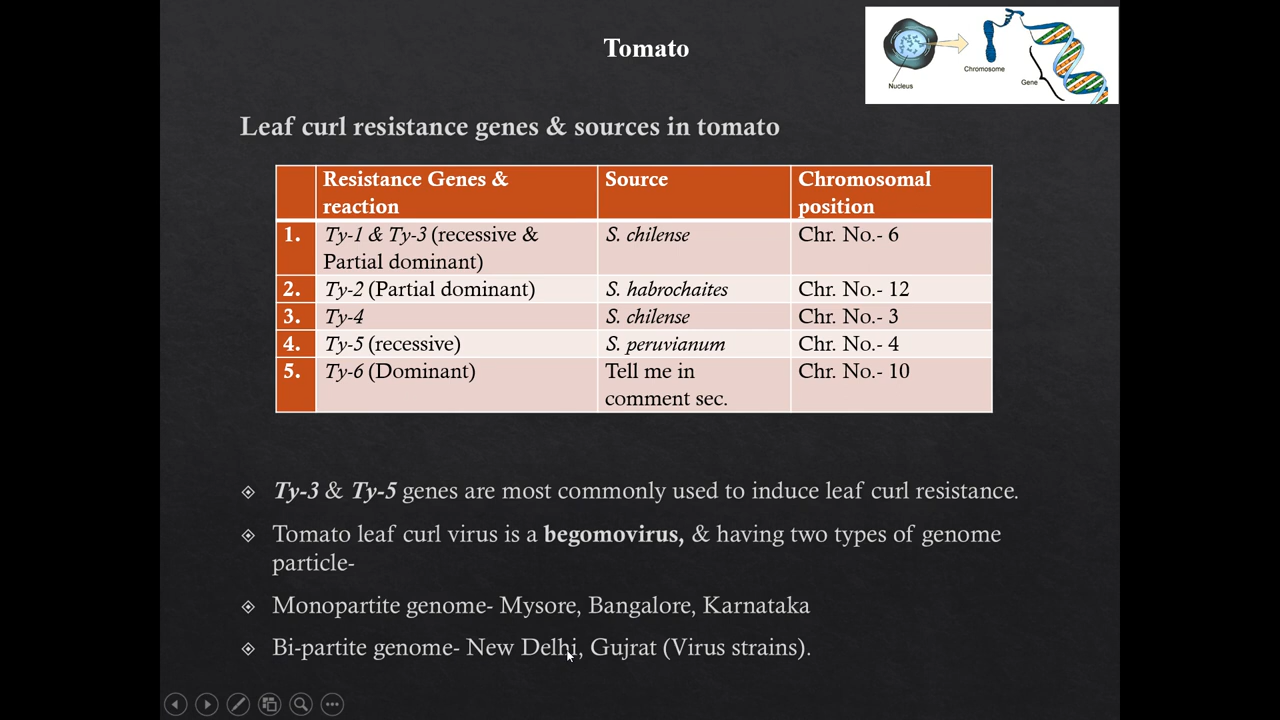 Tomato
Nucleus
Chromosome
Gene
Leaf curl resistance genes & sources in tomato
Resistance Genes & reaction Source Chromosomal position
1. Ty-1 & Ty-3 (recessive & Partial dominant) S. chilense Chr. No.- 6
2. Ty-2 (Partial dominant) S. habrochaites Chr. No.- 12
3. Ty-4 S. chilense Chr. No.- 3
4. Ty-5 (recessive) S. peruvianum Chr. No.- 4
5. Ty-6 (Dominant) Tell me in comment sec. Chr. No.- 10
Ty-3 & Ty-5 genes are most commonly used to induce leaf curl resistance.
Tomato leaf curl virus is a begomovirus, & having two types of genome
particle-
Monopartite genome- Mysore, Bangalore, Karnataka
Bi-partite genome- New Delhi, Gujrat (Virus strains).